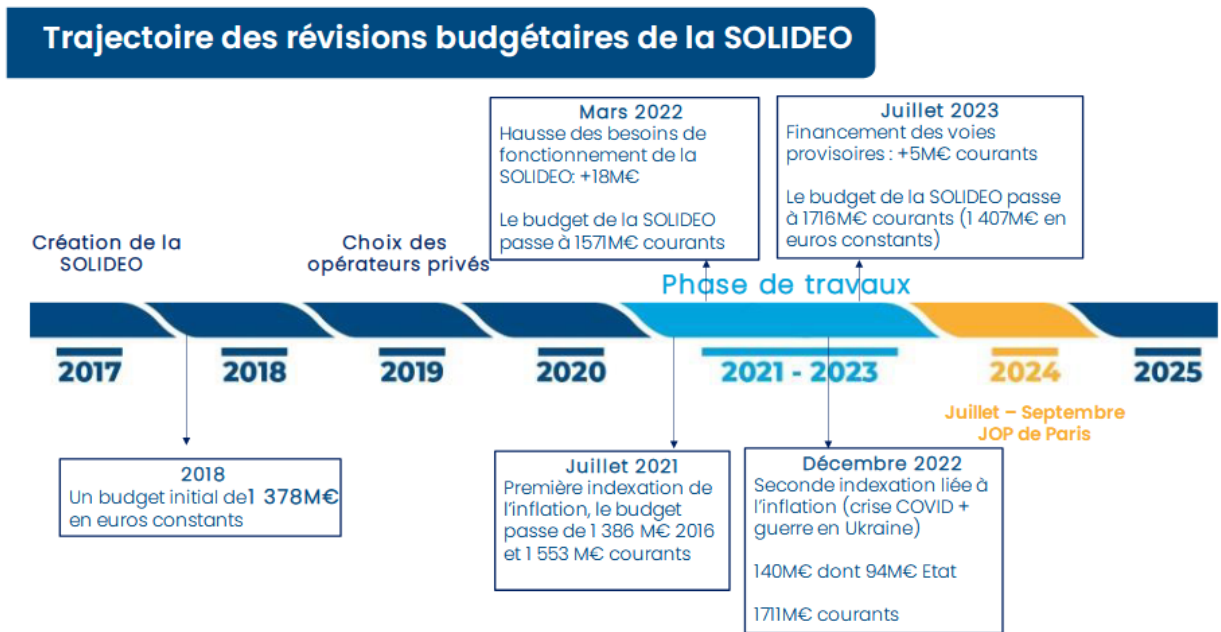 Trajectoire des révisions budgétaires de la SOLIDEO
Mars 2022
Hausse des besoins de
fonctionnement de la
SOLIDEO: +18M€
Le budget de la SOLIDEO
passe à 1571M€ courants
Juillet 2023
Financement des voies
provisoires : +5M€ courants
Le budget de la SOLIDEO passe
à 1716M€ courants (1 407M€ en
euros constants)
Création de la
SOLIDEO
Choix des
opérateurs privés
Phase de travaux
2017
2018
2019
2020
2021 - 2023
2024
2025
Juillet – Septembre
JOP de Paris
2018
Un budget initial de1 378M€
en euros constants
Juillet 2021
Première indexation de
l'inflation, le budget
passe de 1 386 M€ 2016
et 1 553 M€ courants
Décembre 2022
Seconde indexation liée à
l'inflation (crise COVID +
guerre en Ukraine)
140M€ dont 94M€ Etat
1711M€ courants